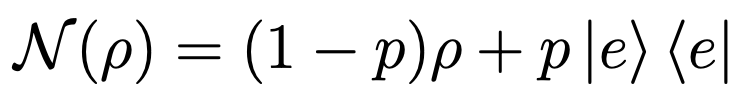 𝒩(ρ) = (1 − p)ρ + p |e⟩ ⟨e|